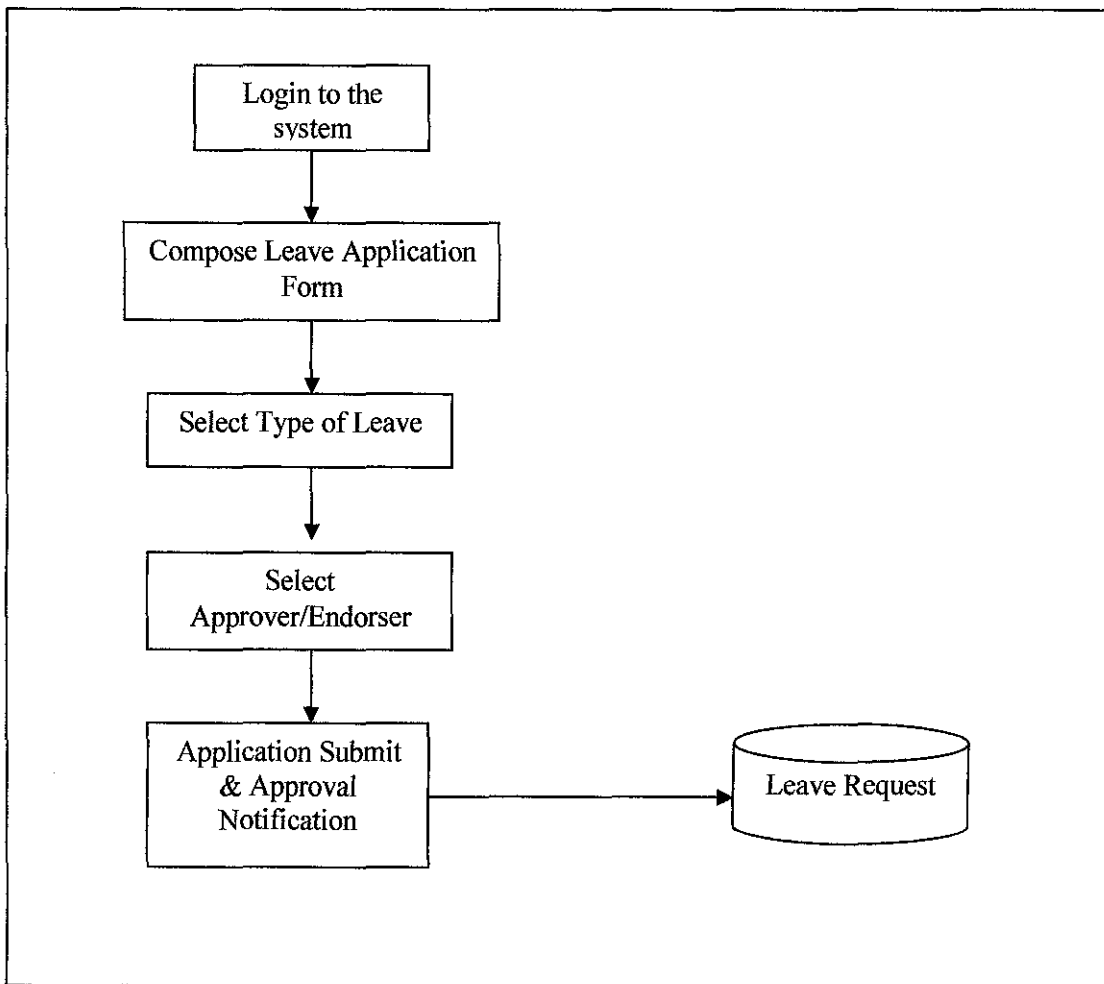 Login to the
system
Compose Leave Application
Form
Select Type of Leave
Select
Approver/Endorser
Application Submit
& Approval
Notification
Leave Request